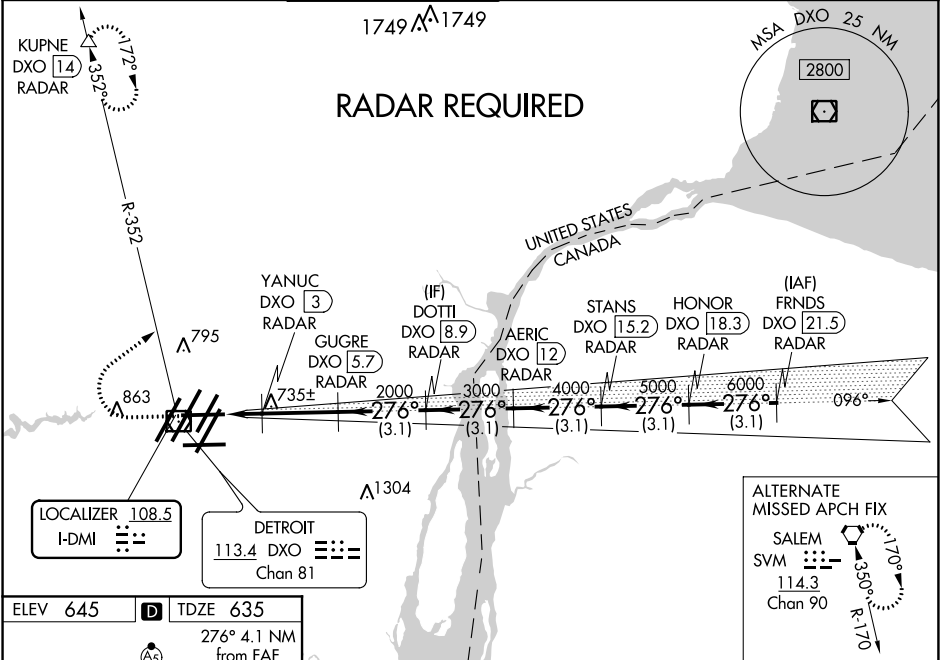 1749 1749
MSA DXO 25 NM
2800
KUPNE
DXO 14
RADAR
172°
352°
RADAR REQUIRED
R-352
UNITED STATES
CANADA
YANUC
DXO 3
RADAR
GUGRE
DXO 5.7
RADAR
(IF)
DOTTI
DXO 8.9
RADAR
AERIC
DXO 12
RADAR
STANS
DXO 15.2
RADAR
HONOR
DXO 18.3
RADAR
(IAF)
FRNDS
DXO 21.5
RADAR
795
863
735±
2000 3000 4000 5000 6000
276° 276° 276° 276° 276°
(3.1) (3.1) (3.1) (3.1) (3.1)
096°
1304
LOCALIZER 108.5
I-DMI
DETROIT
113.4 DXO
Chan 81
ALTERNATE
MISSED APCH FIX
SALEM
SVM
114.3
Chan 90
170°
350°
R-170
ELEV 645 D TDZE 635
276° 4.1 NM
from FAF
A5